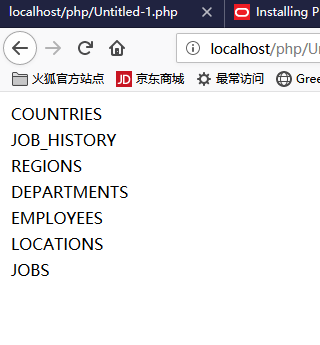 localhost/php/Untitled-1.php
Installing P
localhost/php/U
火狐官方站点
JD 京东商城
最常访问
Gree
COUNTRIES
JOB_HISTORY
REGIONS
DEPARTMENTS
EMPLOYEES
LOCATIONS
JOBS